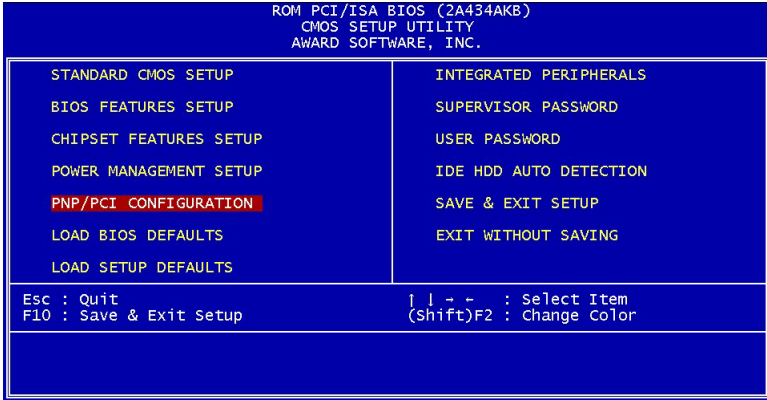 ROM PCI/ISA BIOS (2A434AKB)
CMOS SETUP UTILITY
AWARD SOFTWARE, INC.
STANDARD CMOS SETUP
BIOS FEATURES SETUP
CHIPSET FEATURES SETUP
POWER MANAGEMENT SETUP
PNP/PCI CONFIGURATION
LOAD BIOS DEFAULTS
LOAD SETUP DEFAULTS
INTEGRATED PERIPHERALS
SUPERVISOR PASSWORD
USER PASSWORD
IDE HDD AUTO DETECTION
SAVE & EXIT SETUP
EXIT WITHOUT SAVING
Esc : Quit
F10 : Save & Exit Setup
↑ ↓ → ← : Select Item
(Shift)F2 : Change Color